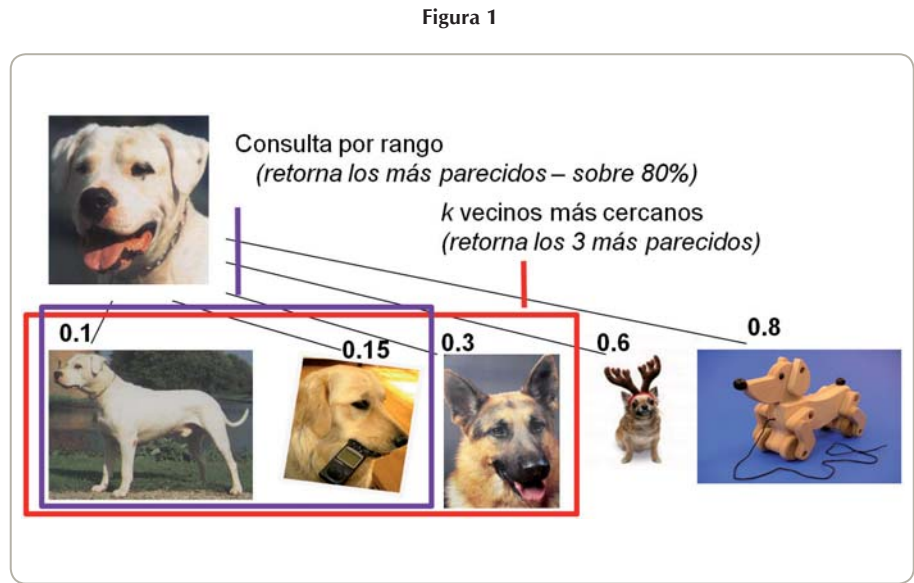 Figura 1
Consulta por rango
(retorna los más parecidos – sobre 80%)
k vecinos más cercanos
(retorna los 3 más parecidos)
0.1
0.15
0.3
0.6
0.8